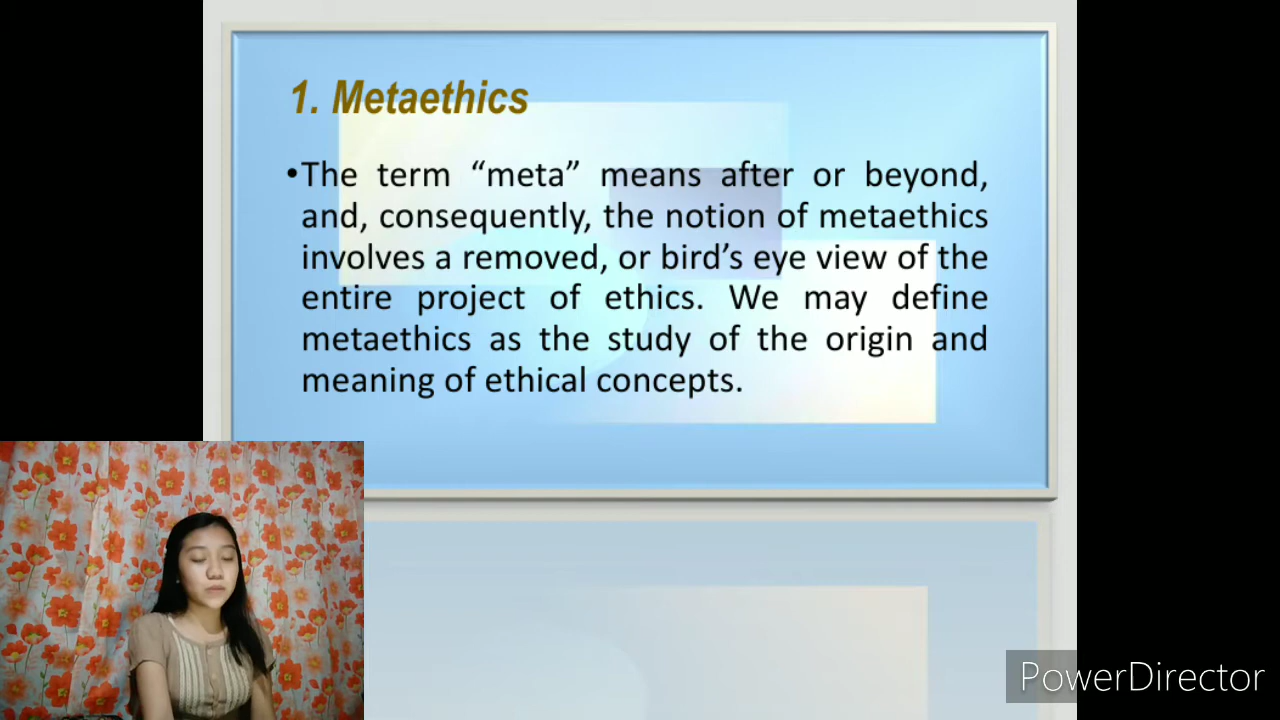 1. Metaethics
•The term “meta” means after or beyond,
and, consequently, the notion of metaethics
involves a removed, or bird’s eye view of the
entire project of ethics. We may define
metaethics as the study of the origin and
meaning of ethical concepts.
PowerDirector